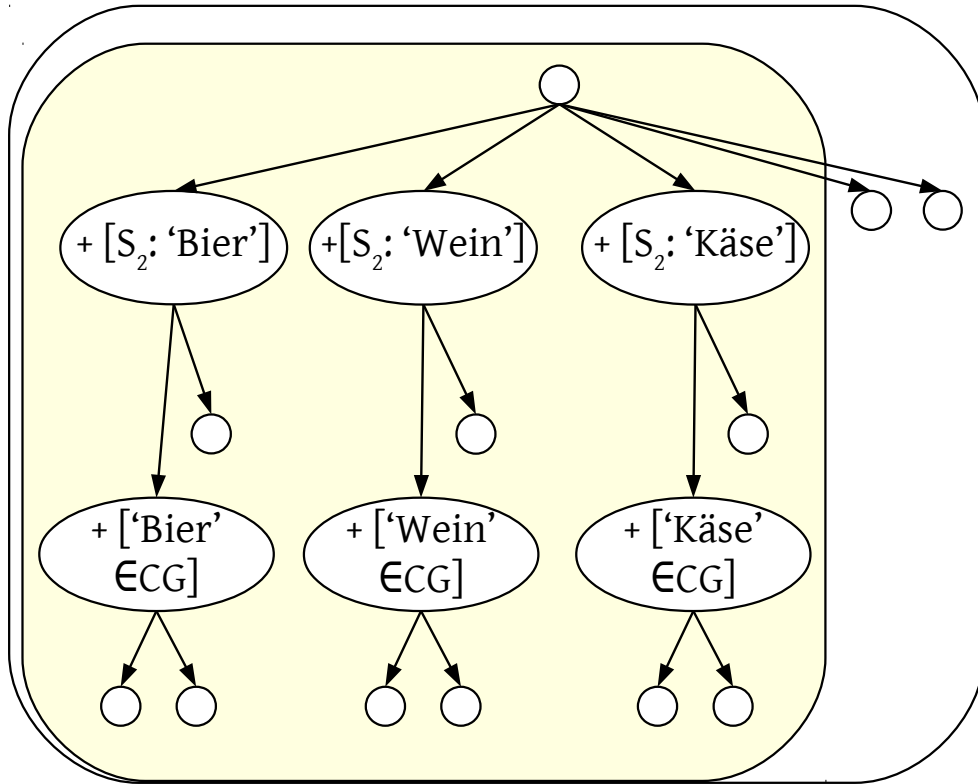 + [S₂: ‘Bier’]
+[S₂: ‘Wein’]
+ [S₂: ‘Käse’]
+ [‘Bier’
∈CG]
+ [‘Wein’
∈CG]
+ [‘Käse’
∈CG]